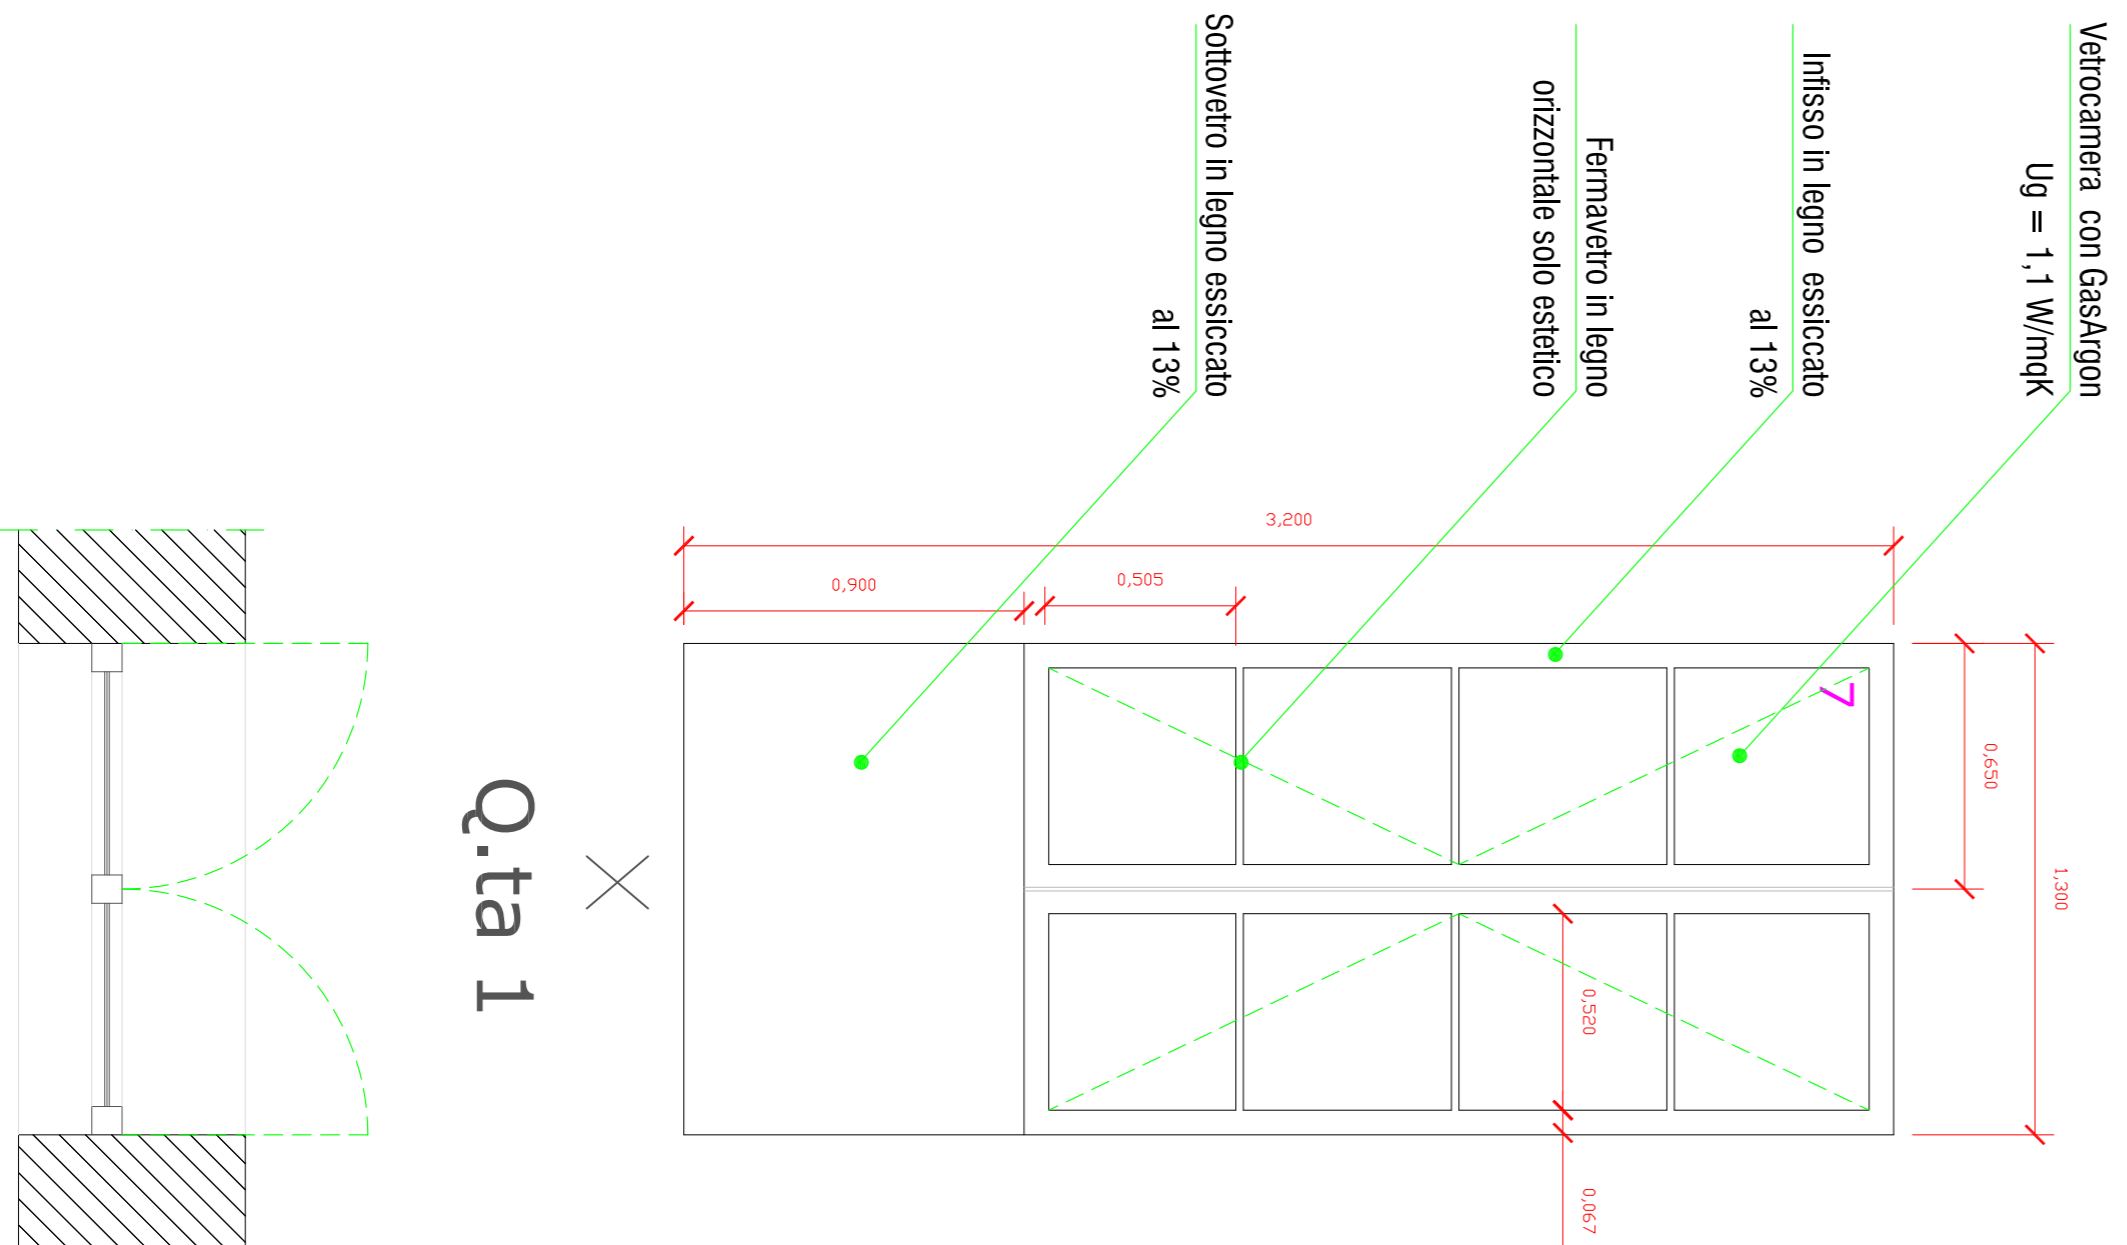 Vetrocamera con GasArgon
Ug = 1,1 W/mqK
Infisso in legno essiccato
al 13%
Fermavetro in legno
orizzontale solo estetico
Sottovetro in legno essiccato
al 13%
3,200
0,900
0,505
7
0,650
1,300
0,520
0,067
X
Q.ta 1